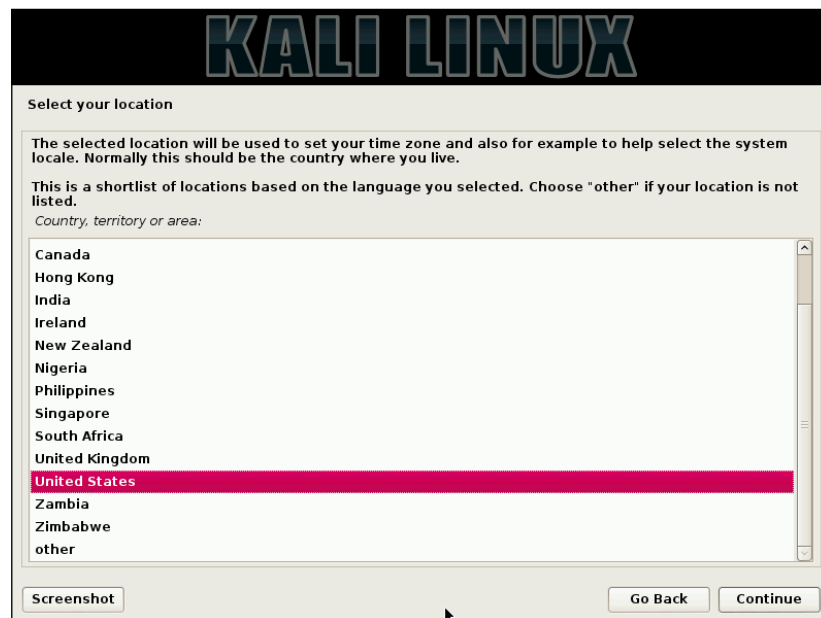 KALI LINUX
Select your location
The selected location will be used to set your time zone and also for example to help select the system
locale. Normally this should be the country where you live.
This is a shortlist of locations based on the language you selected. Choose "other" if your location is not
listed.
Country, territory or area:
Canada
Hong Kong
India
Ireland
New Zealand
Nigeria
Philippines
Singapore
South Africa
United Kingdom
United States
Zambia
Zimbabwe
other
Screenshot
Go Back
Continue